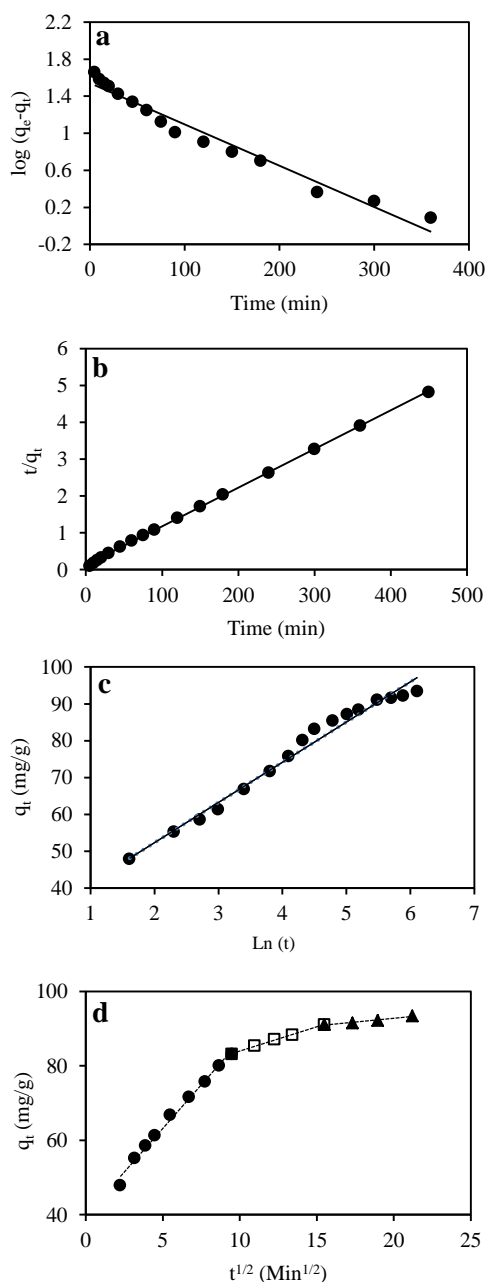 a
2.2
1.8
1.4
1
0.6
0.2
-0.2
log (qe-qt)
0 100 200 300 400
Time (min)
b
6
5
4
3
2
1
0
t/qt
0 100 200 300 400 500
Time (min)
c
100
90
80
70
60
50
40
qt (mg/g)
1 2 3 4 5 6 7
Ln (t)
d
100
80
60
40
qt (mg/g)
0 5 10 15 20 25
t1/2 (Min1/2)